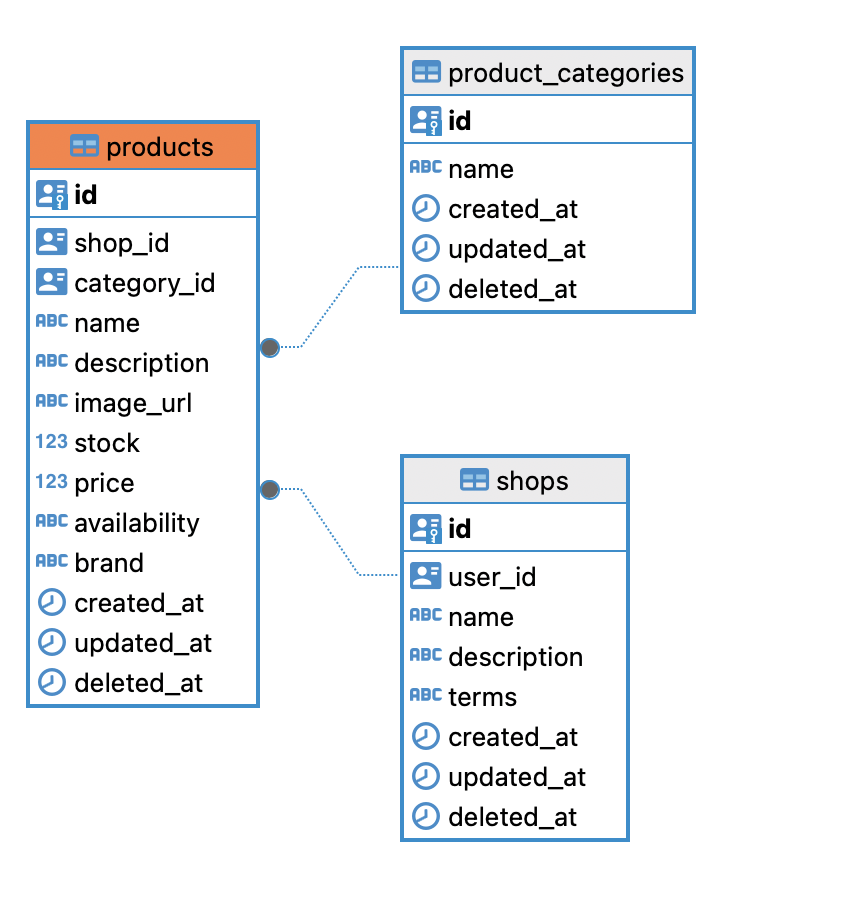 products
id
shop_id
category_id
ABC name
ABC description
ABC image_url
123 stock
123 price
ABC availability
ABC brand
created_at
updated_at
deleted_at
product_categories
id
ABC name
created_at
updated_at
deleted_at
shops
id
user_id
ABC name
ABC description
ABC terms
created_at
updated_at
deleted_at